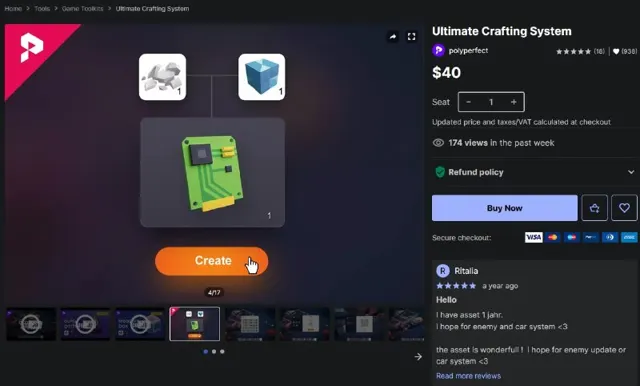 Home > Tools > Game Toolkits > Ultimate Crafting System
Ultimate Crafting System
polyperfect
(18) | (938)
$40
Seat
- 1 +
Updated price and taxes/VAT calculated at checkout
174 views in the past week
Refund policy
Buy Now
Secure checkout: VISA
1
1
1
Create
4/17
R
Ritalia
a year ago
Hello
I have asset 1 jahr.
I hope for enemy and car system <3
the asset is wonderfull ! I hope for enemy update or
car system <3
Read more reviews